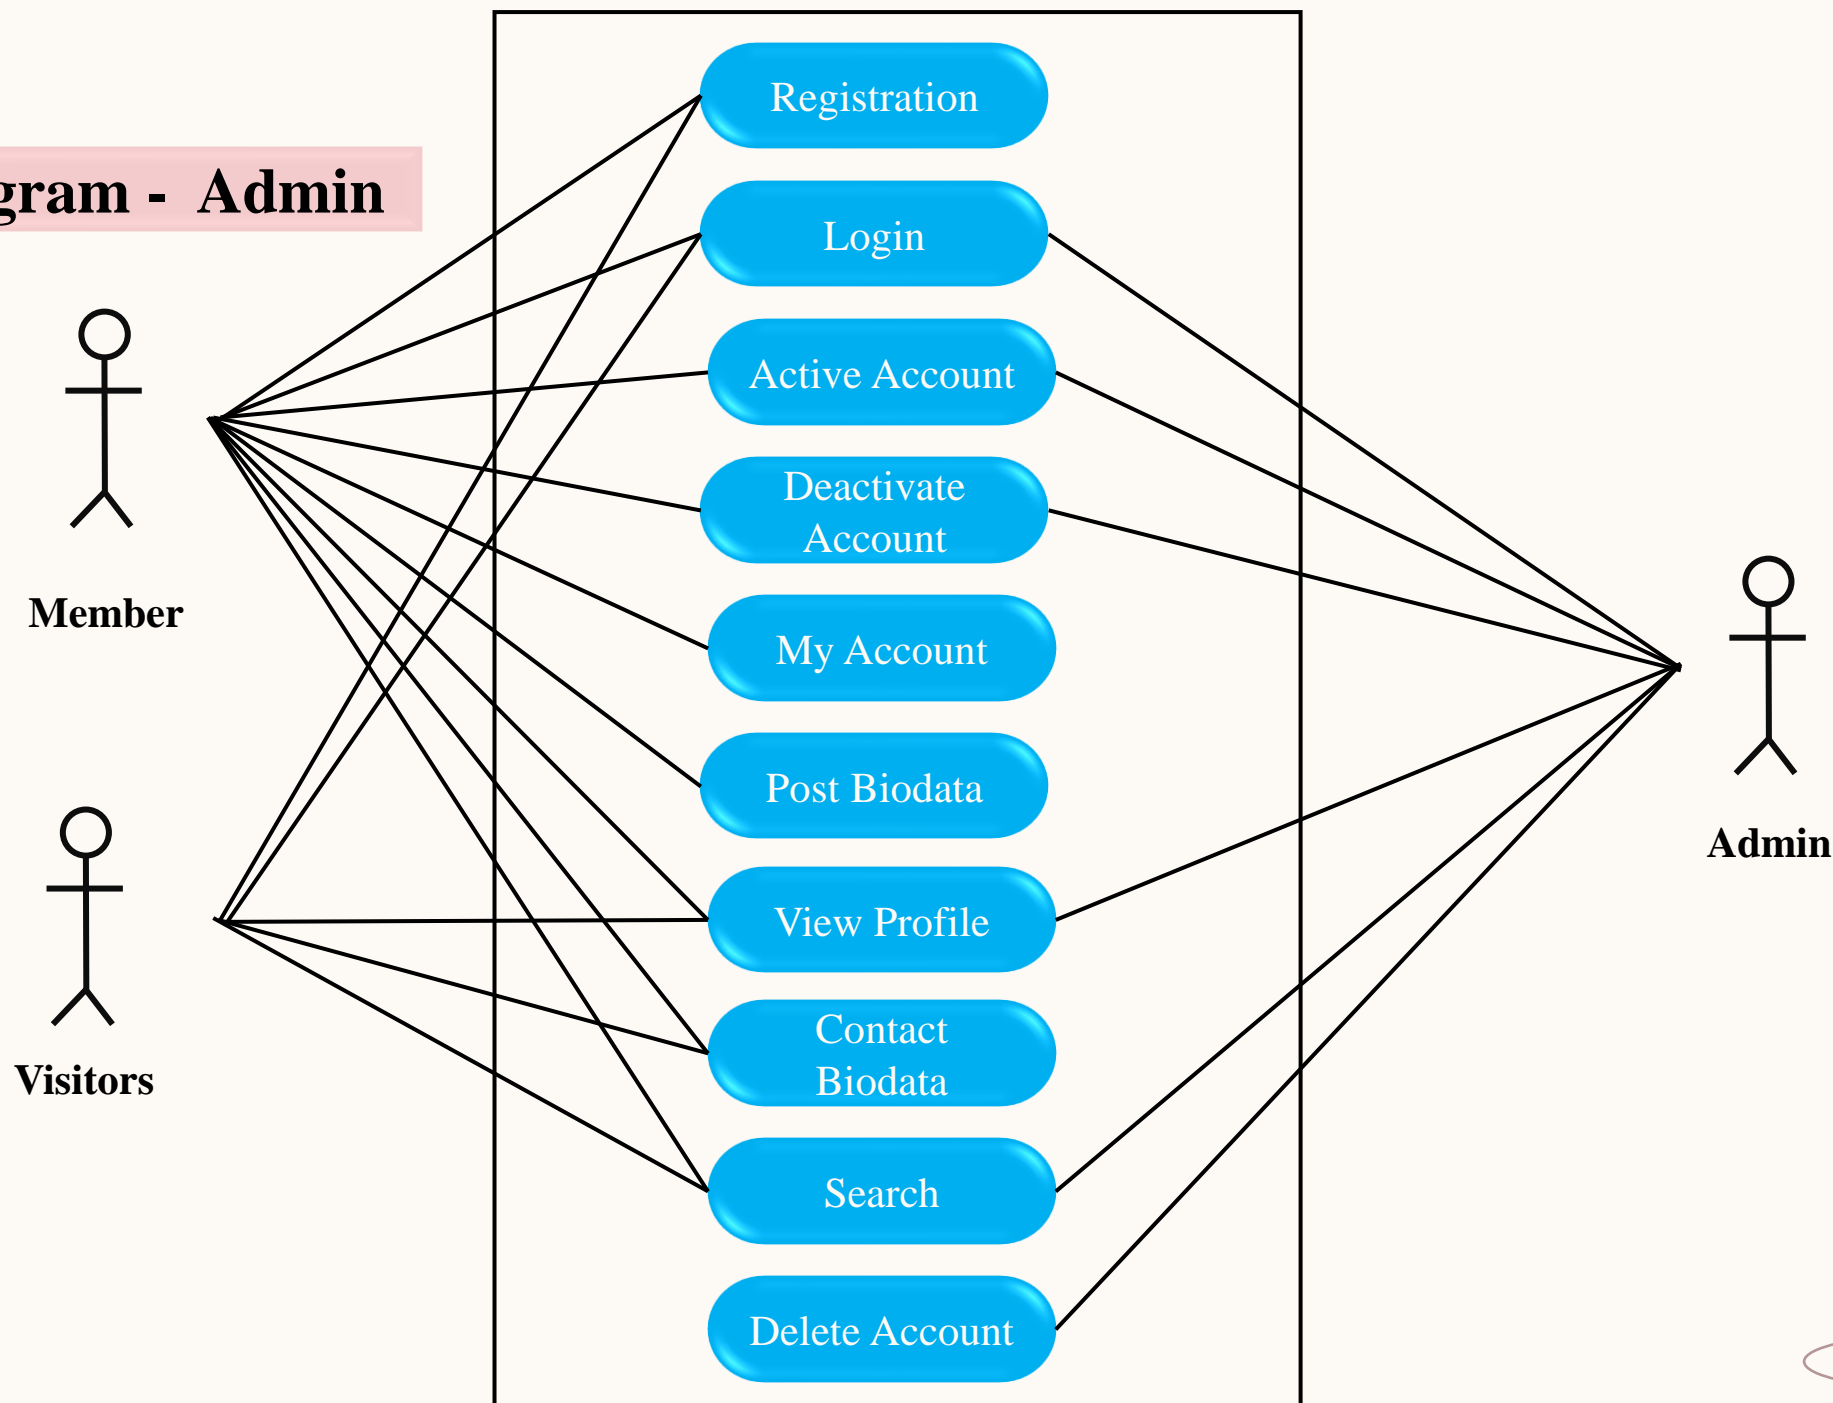 Registration
gram - Admin
Login
Active Account
Deactivate
Account
Member
My Account
Post Biodata
Admin
View Profile
Contact
Biodata
Visitors
Search
Delete Account